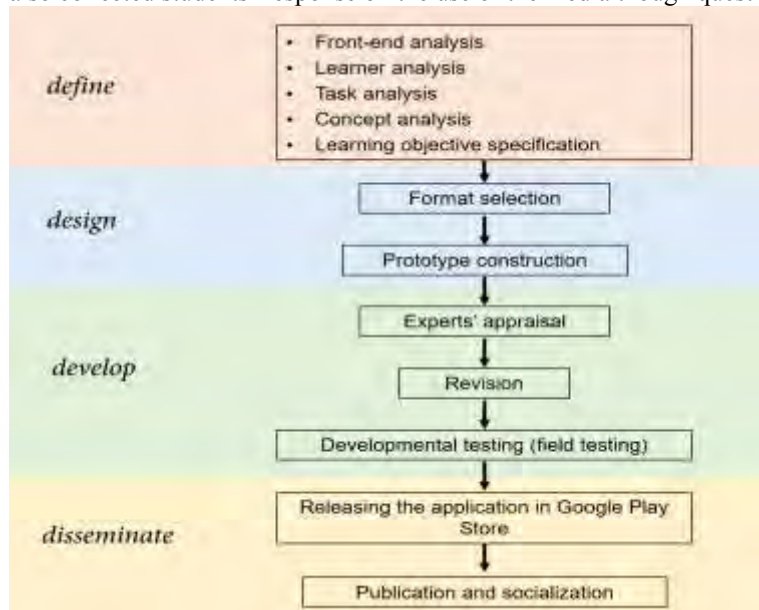 define
• Front-end analysis
• Learner analysis
• Task analysis
• Concept analysis
• Learning objective specification
design
Format selection
Prototype construction
develop
Experts' appraisal
Revision
Developmental testing (field testing)
disseminate
Releasing the application in Google Play
Store
Publication and socialization